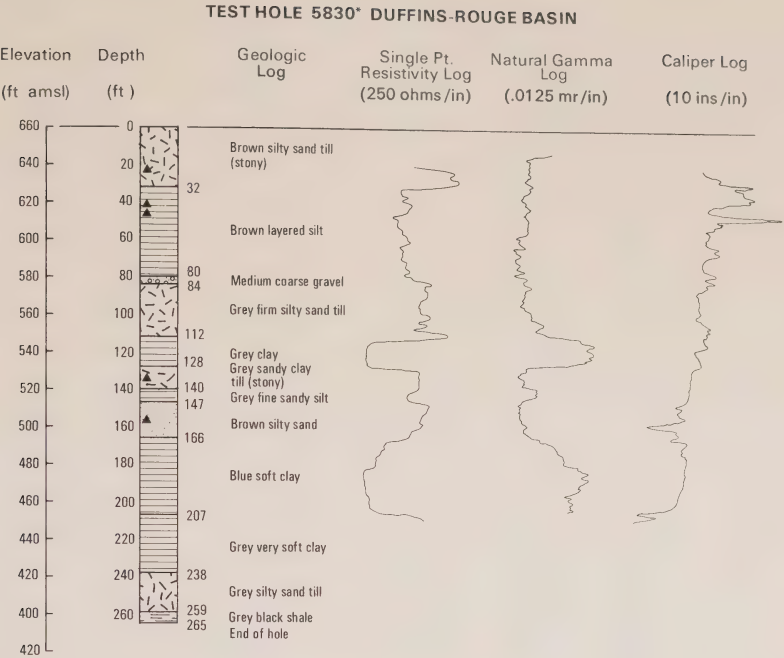 TEST HOLE 5830* DUFFINS-ROUGE BASIN
Elevation
(ft amsl)
Depth
(ft)
Geologic
Log
Single Pt.
Resistivity Log
(250 ohms/in)
Natural Gamma
Log
(.0125 mr/in)
Caliper Log
(10 ins/in)
660
640
620
600
580
560
540
520
500
480
460
440
420
400
420
0
20
40
60
80
100
120
140
160
180
200
220
240
260
32
80
84
112
128
140
147
166
207
238
259
265
Brown silty sand till
(stony)
Brown layered silt
Medium coarse gravel
Grey firm silty sand till
Grey clay
Grey sandy clay
till (stony)
Grey fine sandy silt
Brown silty sand
Blue soft clay
Grey very soft clay
Grey silty sand till
Grey black shale
End of hole